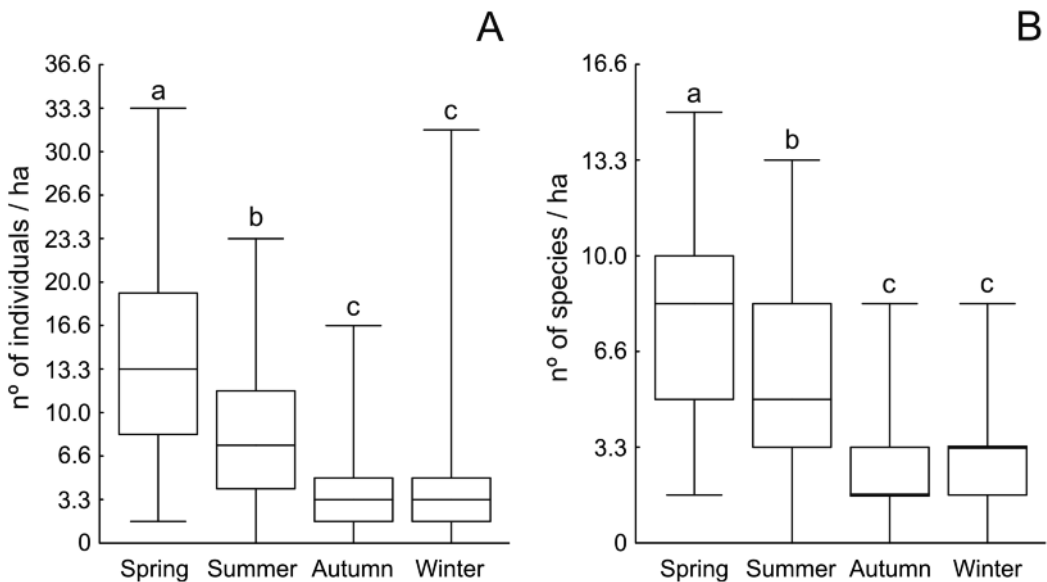 A
nº of individuals / ha
36.6
33.3
30.0
26.6
23.3
20.0
16.6
13.3
10.0
6.6
3.3
0
a
b
c
c
Spring Summer Autumn Winter
B
nº of species / ha
16.6
13.3
10.0
6.6
3.3
0
a
b
c
c
Spring Summer Autumn Winter